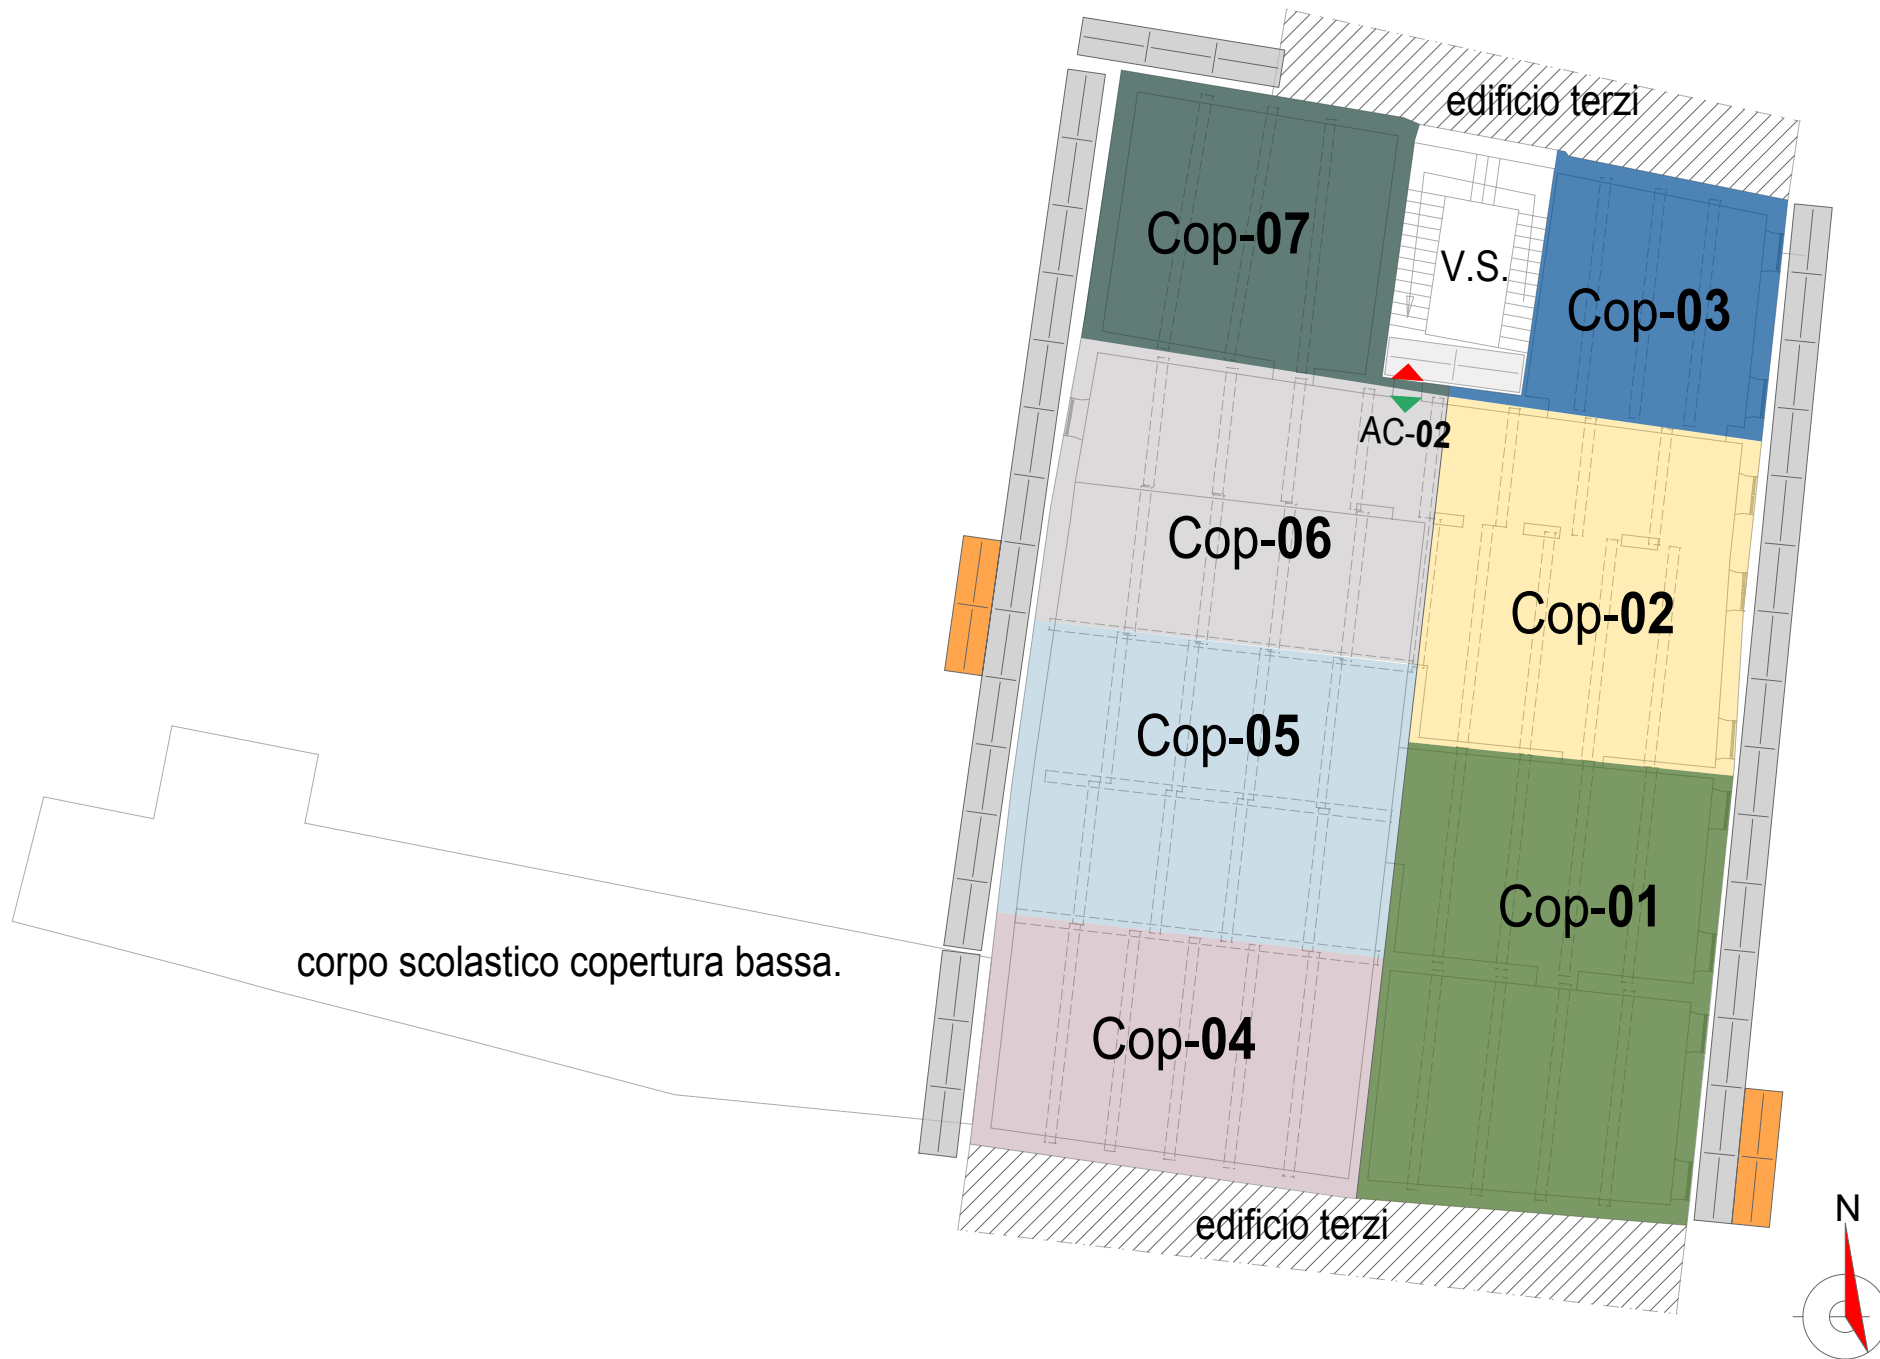 edificio terzi
Cop-07
V.S.
Cop-03
AC-02
Cop-06
Cop-02
Cop-05
Cop-01
corpo scolastico copertura bassa.
Cop-04
edificio terzi
N